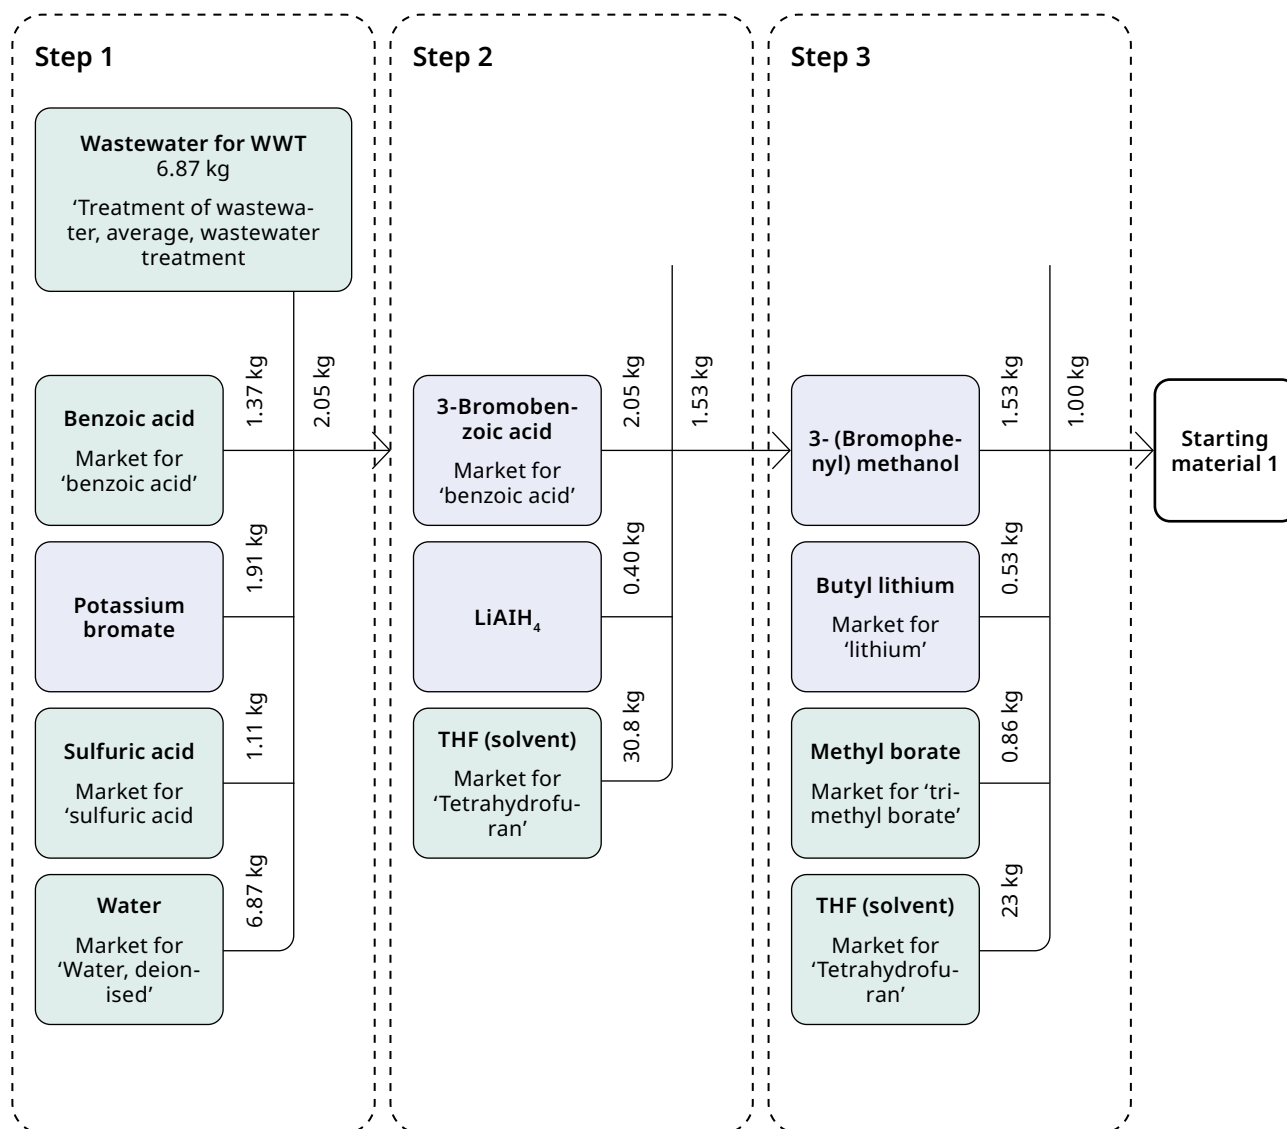 Step 1
Wastewater for WWT
6.87 kg
‘Treatment of wastewa-
ter, average, wastewater
treatment
1.37 kg
2.05 kg
Benzoic acid
Market for
‘benzoic acid’
1.91 kg
Potassium
bromate
1.11 kg
Sulfuric acid
Market for
‘sulfuric acid
6.87 kg
Water
Market for
‘Water, deion-
ised’
Step 2
2.05 kg
1.53 kg
3-Bromoben-
zoic acid
Market for
‘benzoic acid’
0.40 kg
LiAlH₄
30.8 kg
THF (solvent)
Market for
‘Tetrahydrofu-
ran’
Step 3
1.53 kg
1.00 kg
3- (Bromophe-
nyl) methanol
0.53 kg
Butyl lithium
Market for
‘lithium’
0.86 kg
Methyl borate
Market for ‘tri-
methyl borate’
23 kg
THF (solvent)
Market for
‘Tetrahydrofu-
ran’
Starting
material 1